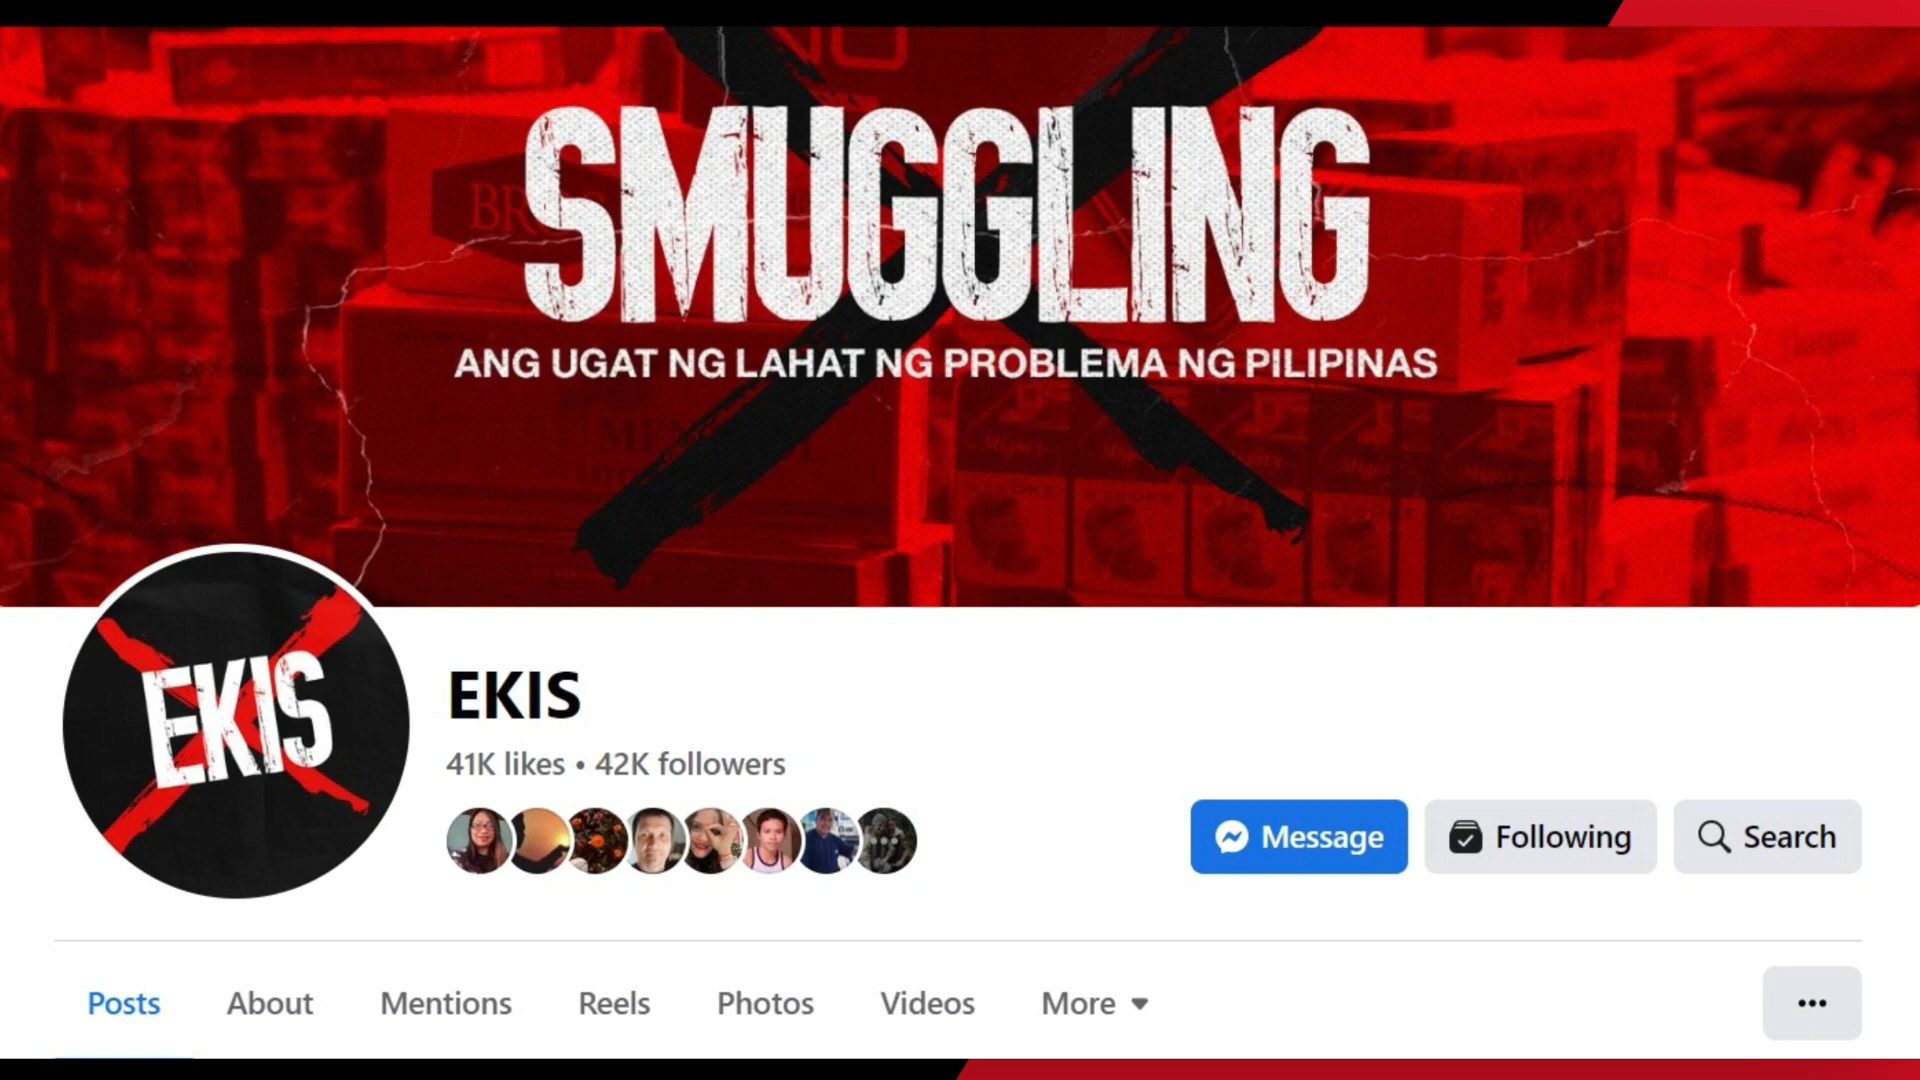 NO
SMUGGLING
ANG UGAT NG LAHAT NG PROBLEMA NG PILIPINAS
EKIS
EKIS
41K likes • 42K followers
Message
Following
Search
Posts
About
Mentions
Reels
Photos
Videos
More